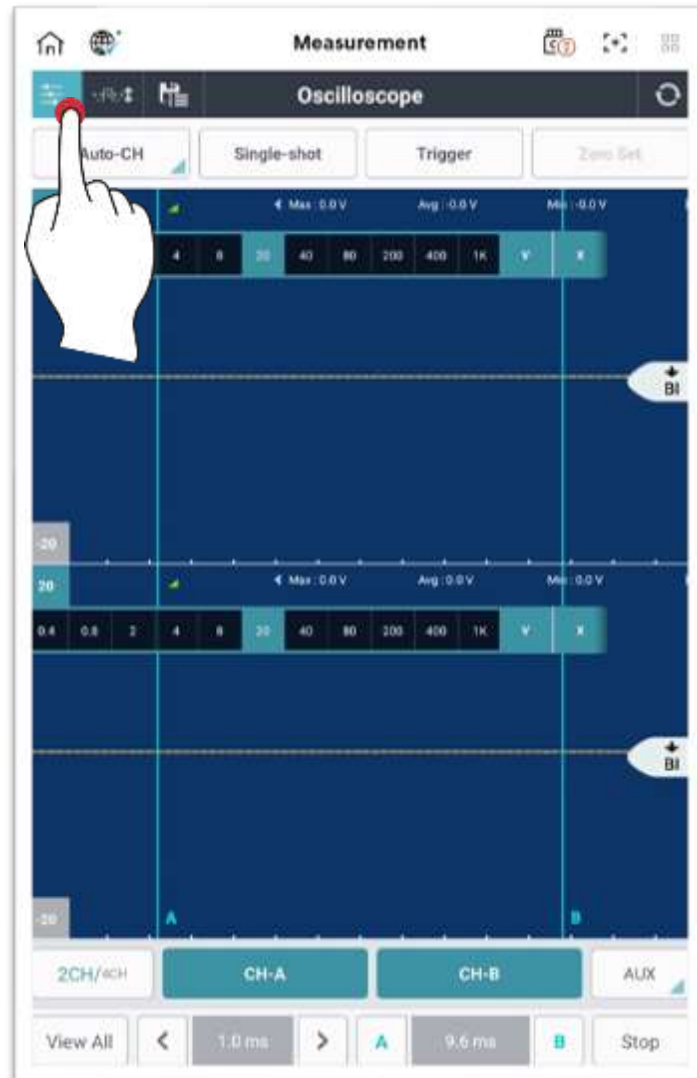 Measurement
Oscilloscope
Auto-CH Single-shot Trigger Zero Set
Max : 0.0 V Avg : -0.0 V Min : -0.0 V
4 8 20 40 80 200 400 1K V X
BI
-20
20 Max : 0.0 V Avg : 0.0 V Min : 0.0 V
0.4 0.8 2 4 8 20 40 80 200 400 1K V X
BI
-20 A B
2CH/4CH CH-A CH-B AUX
View All < 1.0 ms > A 9.6 ms B Stop